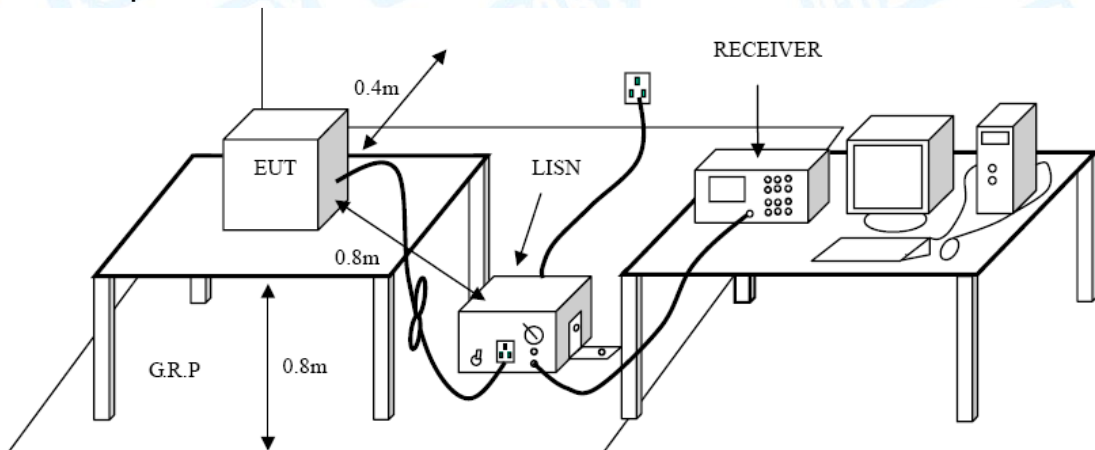 RECEIVER
0.4m
EUT
LISN
0.8m
G.R.P
0.8m